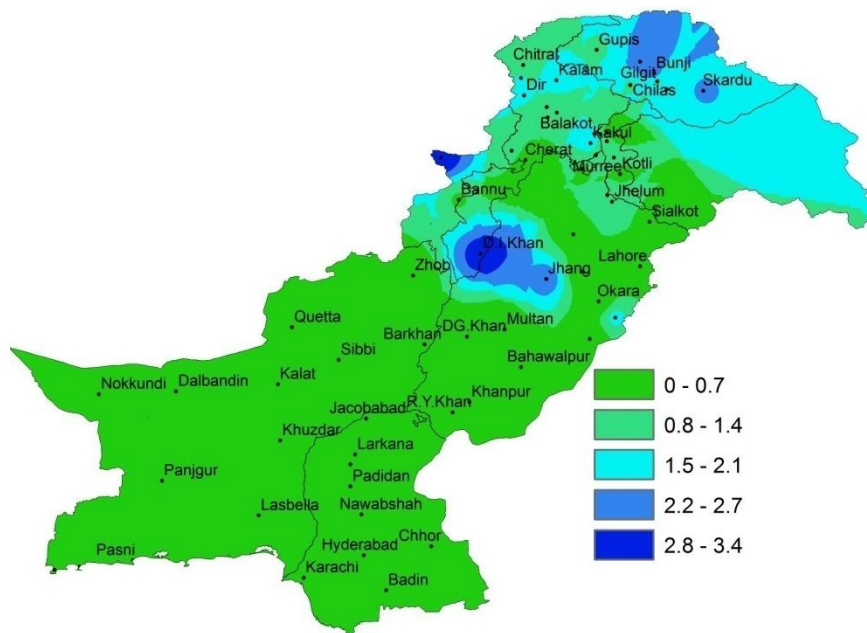 Gupis
Chitral
Kalam
Bunji
Gilgit
Skardu
Dir
Chilas
Balakot
Kakul
Cherat
Murree
Kotli
Bannu
Jhelum
Sialkot
D.I.Khan
Zhob
Jhang
Lahore
Okara
Quetta
DG.Khan
Multan
Barkhan
Sibbi
Bahawalpur
Nokkundi
Dalbandin
Kalat
Khanpur
R.Y.Khan
Jacobabad
Khuzdar
Larkana
Panjgur
Padidan
Lasbella
Nawabshah
Chhor
Pasni
Hyderabad
Karachi
Badin
0 - 0.7
0.8 - 1.4
1.5 - 2.1
2.2 - 2.7
2.8 - 3.4